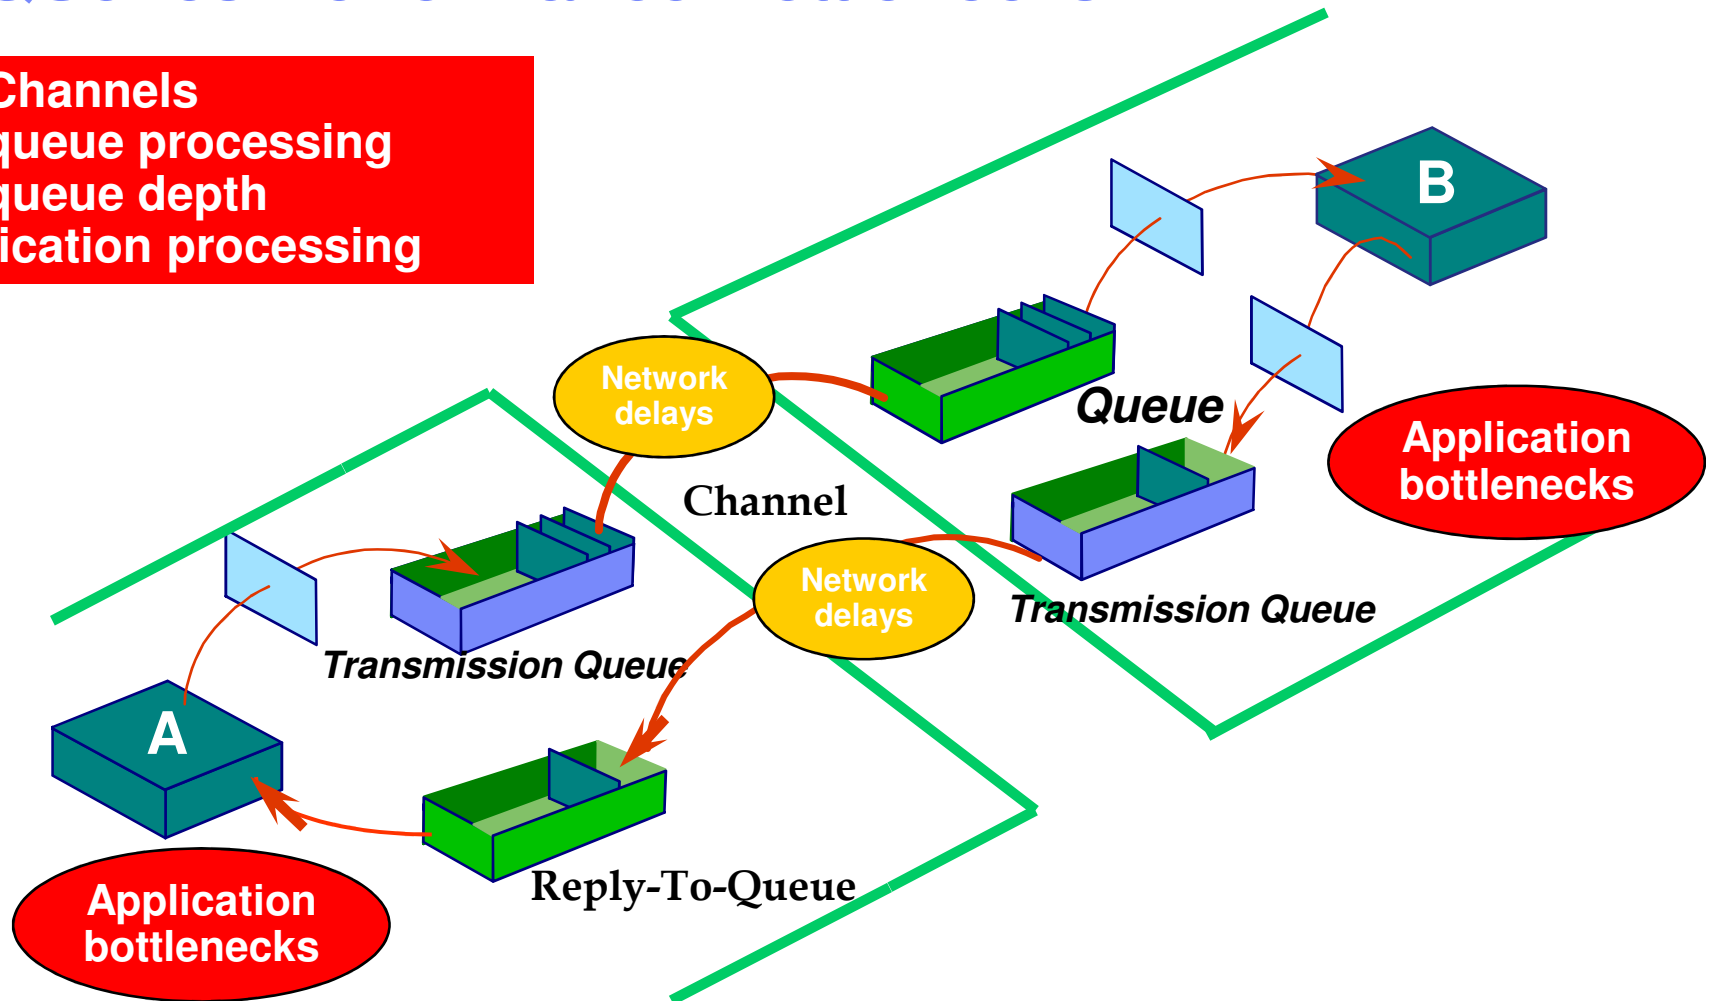 Channels
queue processing
queue depth
ication processing
B
Network
delays
Queue
Application
bottlenecks
Channel
Network
delays
Transmission Queue
Transmission Queue
A
Reply-To-Queue
Application
bottlenecks